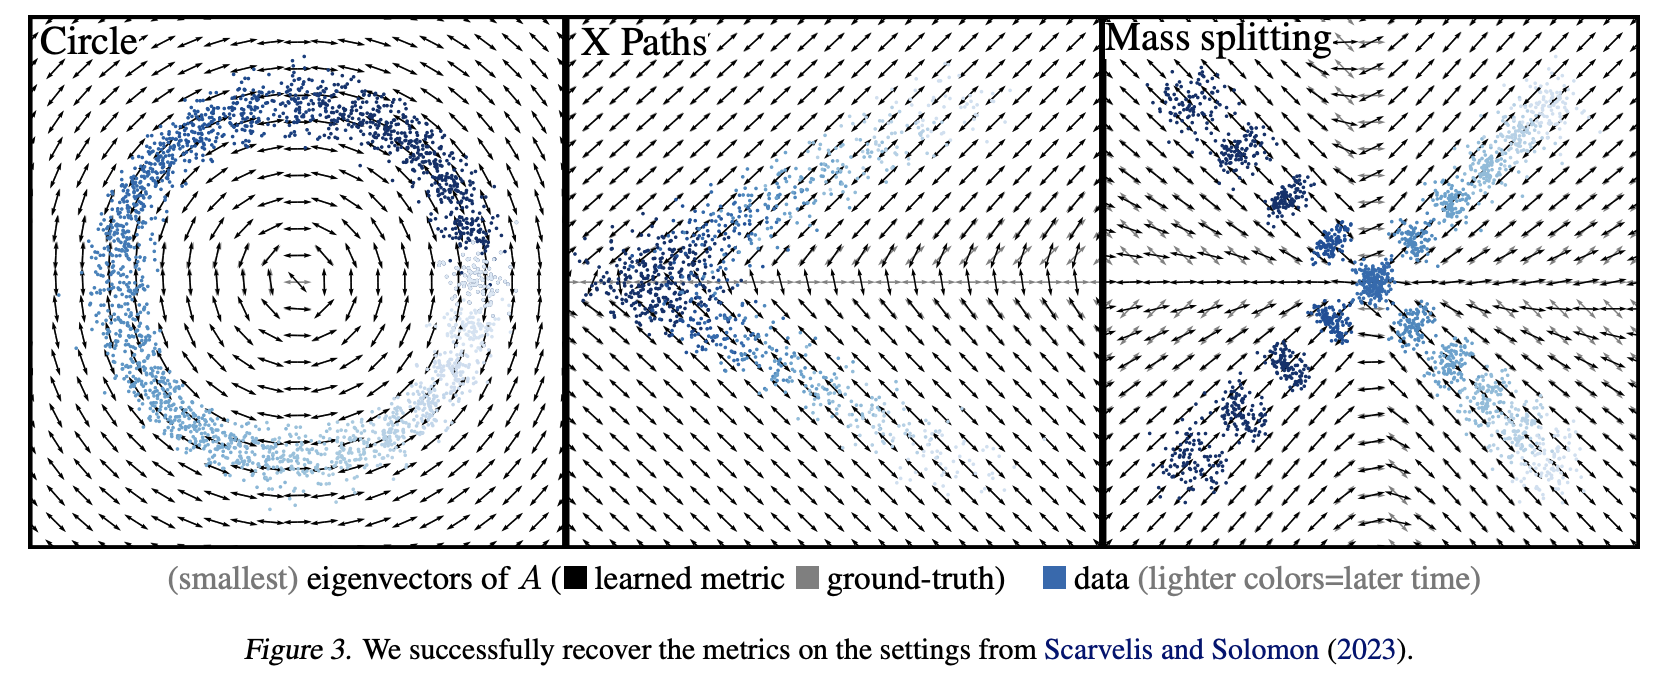 Circle
X Paths
Mass splitting
(smallest) eigenvectors of A (learned metric ground-truth) data (lighter colors=later time)
Figure 3. We successfully recover the metrics on the settings from Scarvelis and Solomon (2023).